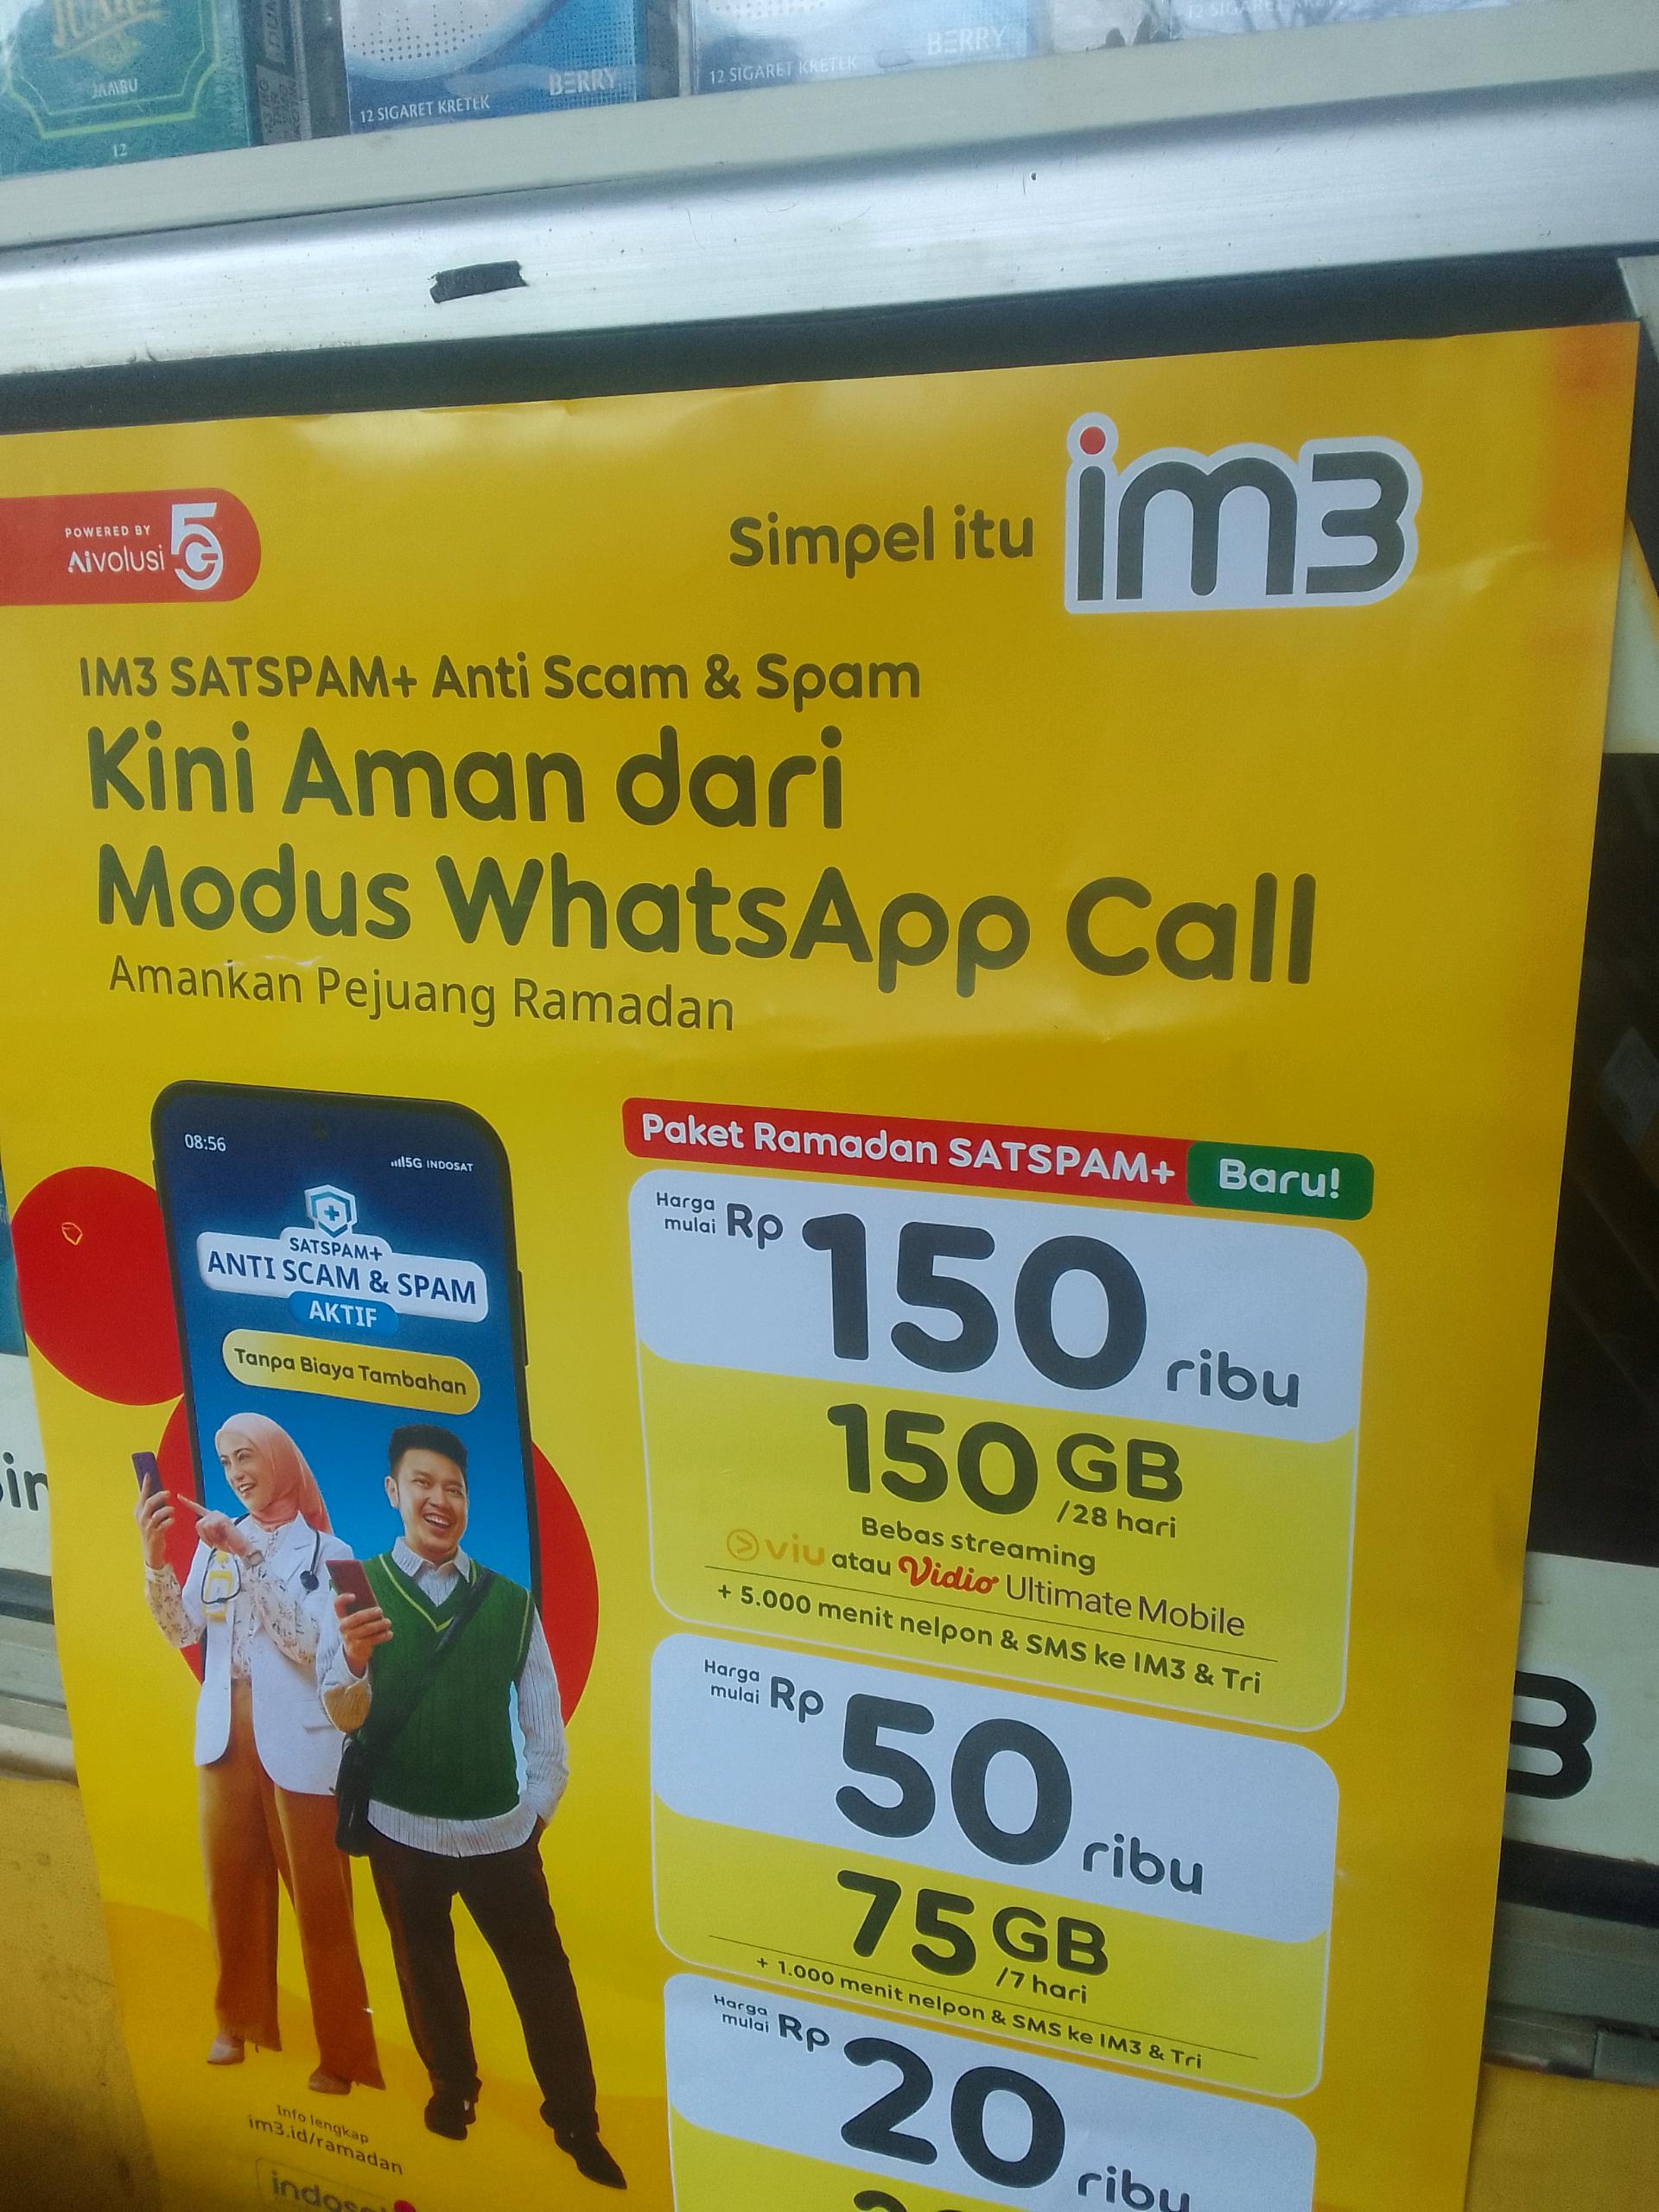 JAMBU
12
12 SIGARET KRETEK
BERRY
12 SIGARET KRETEK
BERRY
12 SIGARET KRETEK
POWERED BY
Aivolusi 5G
Simpel itu im3
IM3 SATSPAM+ Anti Scam & Spam
Kini Aman dari
Modus WhatsApp Call
Amankan Pejuang Ramadan
08:56
5G INDOSAT
SATSPAM+
ANTI SCAM & SPAM
AKTIF
Tanpa Biaya Tambahan
Paket Ramadan SATSPAM+ Baru!
Harga mulai Rp 150 ribu
150 GB
/28 hari
Bebas streaming
viu atau Vidio Ultimate Mobile
+ 5.000 menit nelpon & SMS ke IM3 & Tri
Harga mulai Rp 50 ribu
75 GB
/7 hari
+ 1.000 menit nelpon & SMS ke IM3 & Tri
Harga mulai Rp 20 ribu
Info lengkap
im3.id/ramadan
3